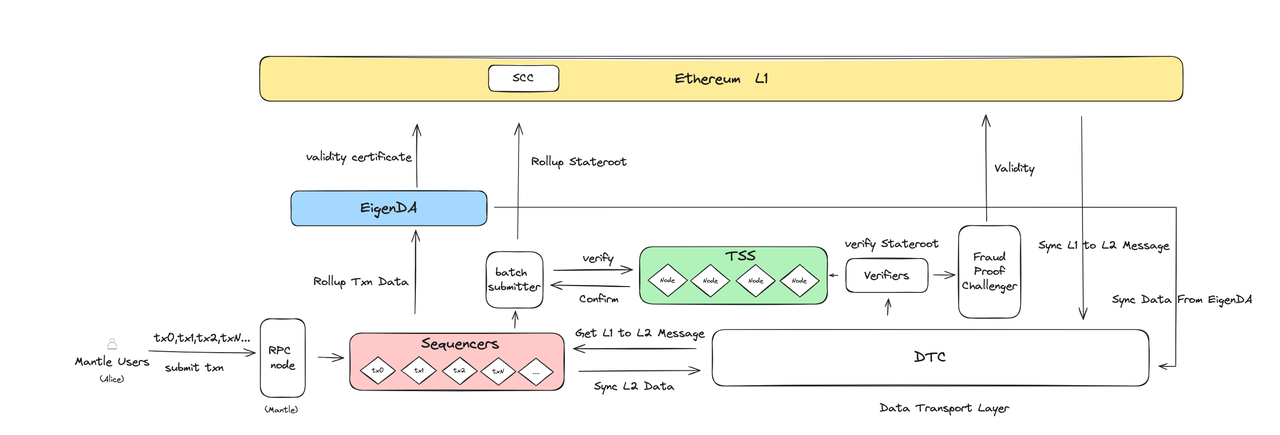 SCC
Ethereum L1
validity certificate
Rollup Stateroot
Validity
EigenDA
Sync L1 to L2 Message
verify Stateroot
TSS
Node
Node
Node
Node
Verifiers
Fraud
Proof
Challenger
verify
Confirm
batch
submitter
Rollup Txn Data
Sync Data From EigenDA
tx0,tx1,tx2,txN...
submit txn
Mantle Users
(Alice)
RPC
node
(Mantle)
Sequencers
tx0
tx1
tx2
txN
....
Get L1 to L2 Message
Sync L2 Data
DTC
Data Transport Layer